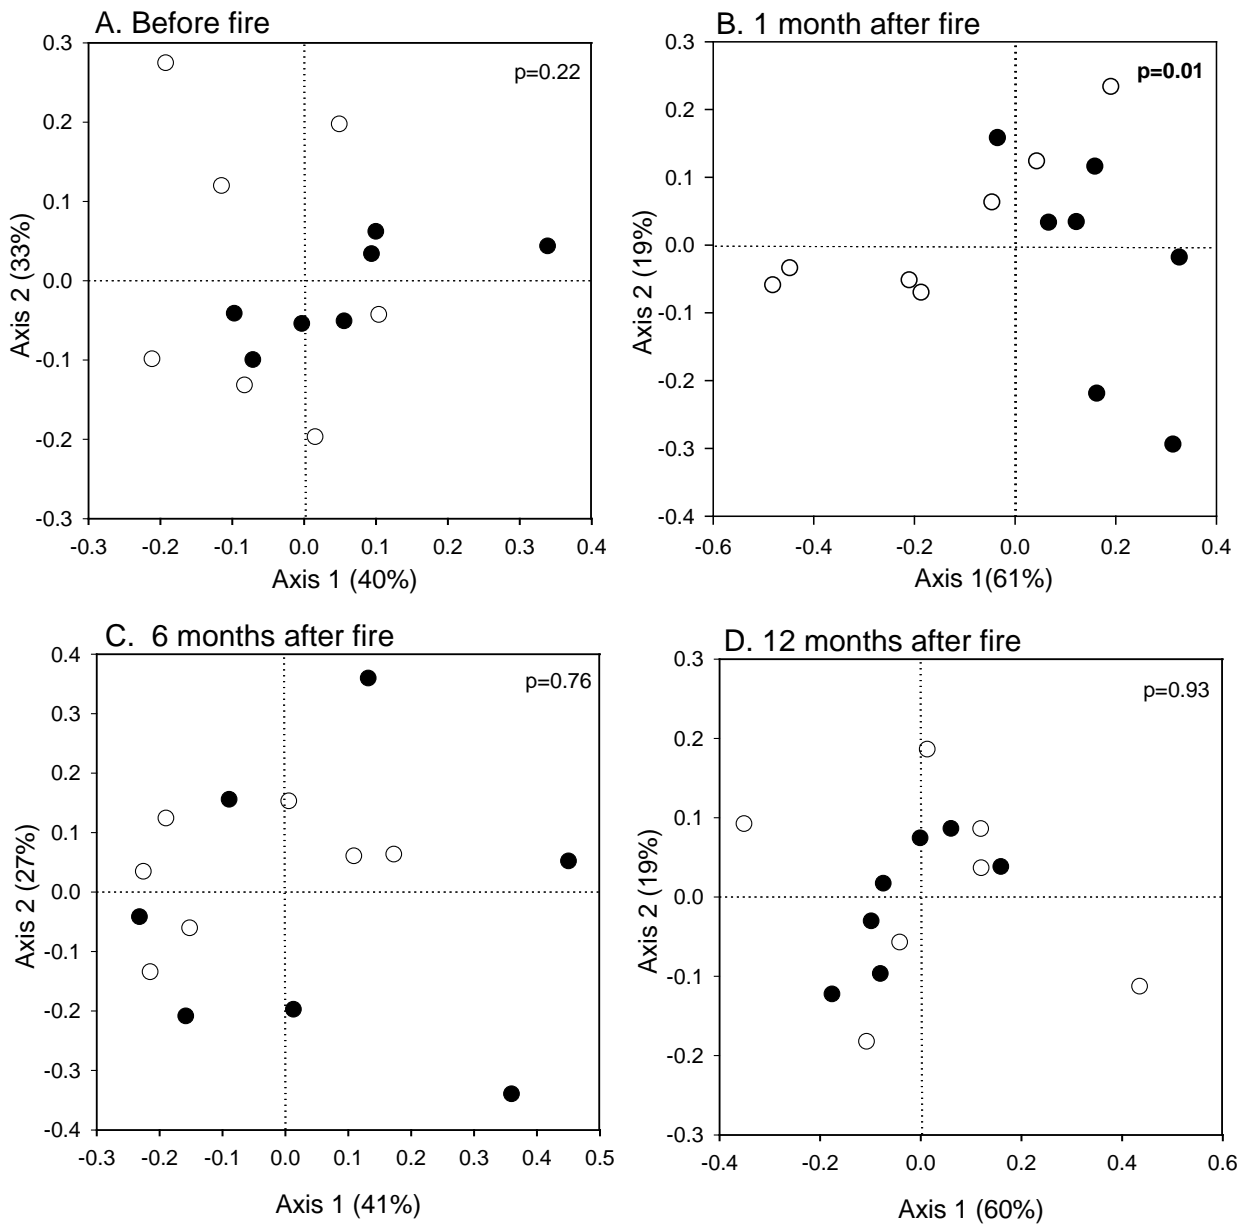 A. Before fire
p=0.22
0.3
0.2
0.1
0.0
-0.1
-0.2
-0.3
Axis 2 (33%)
-0.3 -0.2 -0.1 0.0 0.1 0.2 0.3 0.4
Axis 1 (40%)
B. 1 month after fire
p=0.01
0.3
0.2
0.1
0.0
-0.1
-0.2
-0.3
-0.4
Axis 2 (19%)
-0.6 -0.4 -0.2 0.0 0.2 0.4
Axis 1(61%)
C. 6 months after fire
p=0.76
0.4
0.3
0.2
0.1
0.0
-0.1
-0.2
-0.3
-0.4
Axis 2 (27%)
-0.3 -0.2 -0.1 0.0 0.1 0.2 0.3 0.4 0.5
Axis 1 (41%)
D. 12 months after fire
p=0.93
0.3
0.2
0.1
0.0
-0.1
-0.2
-0.3
Axis 2 (19%)
-0.4 -0.2 0.0 0.2 0.4 0.6
Axis 1 (60%)